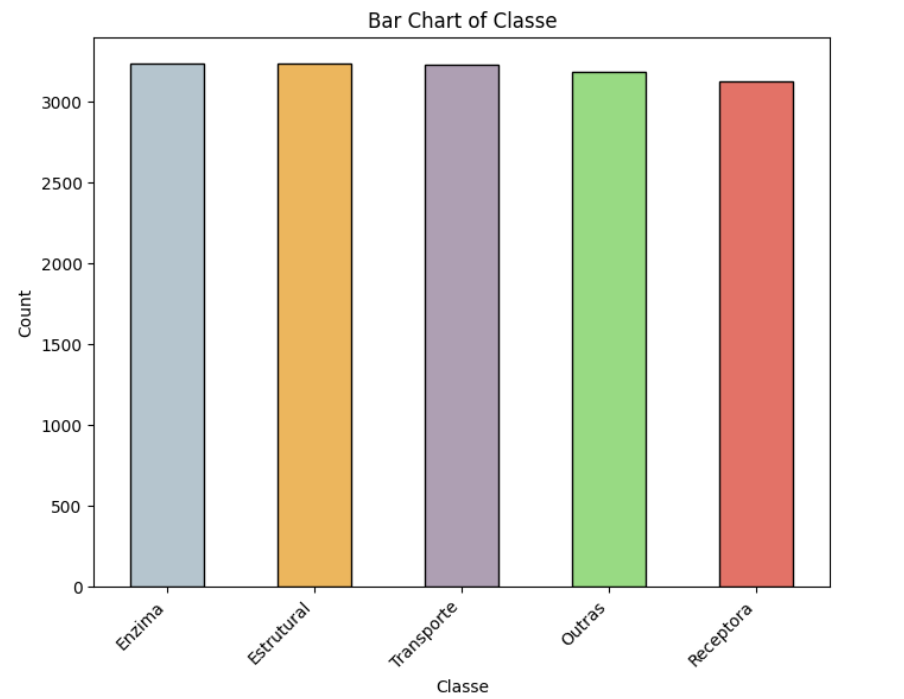 Bar Chart of Classe
Count
3000
2500
2000
1500
1000
500
0
Enzima
Estrutural
Transporte
Outras
Receptora
Classe